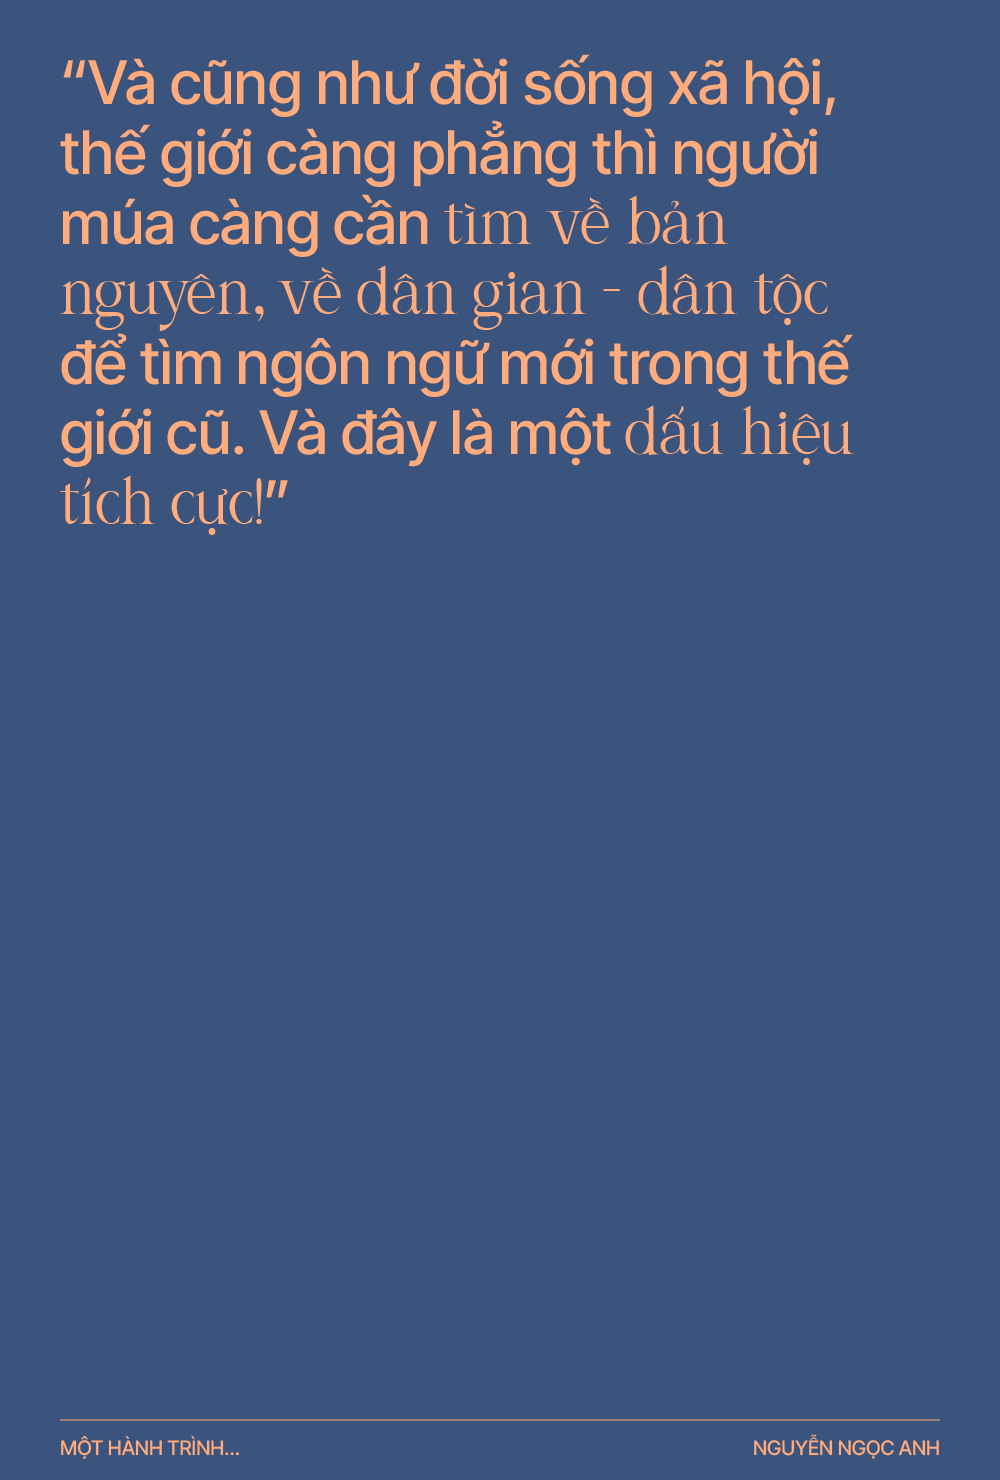 “Và cũng như đời sống xã hội,
thế giới càng phẳng thì người
múa càng cần tìm về bản
nguyên, về dân gian - dân tộc
để tìm ngôn ngữ mới trong thế
giới cũ. Và đây là một dấu hiệu
tích cực!”
MỘT HÀNH TRÌNH...
NGUYỄN NGỌC ANH